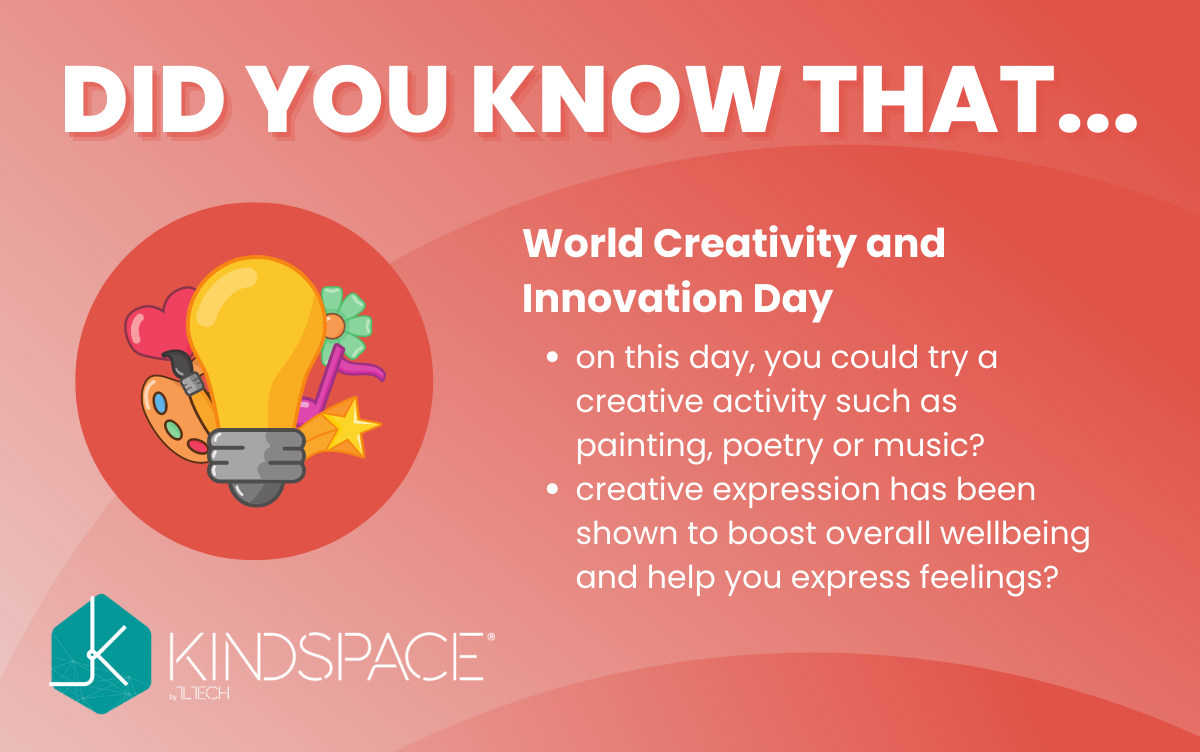 DID YOU KNOW THAT...
World Creativity and
Innovation Day
• on this day, you could try a
creative activity such as
painting, poetry or music?
• creative expression has been
shown to boost overall wellbeing
and help you express feelings?
KINDSPACE®
by JLTECH